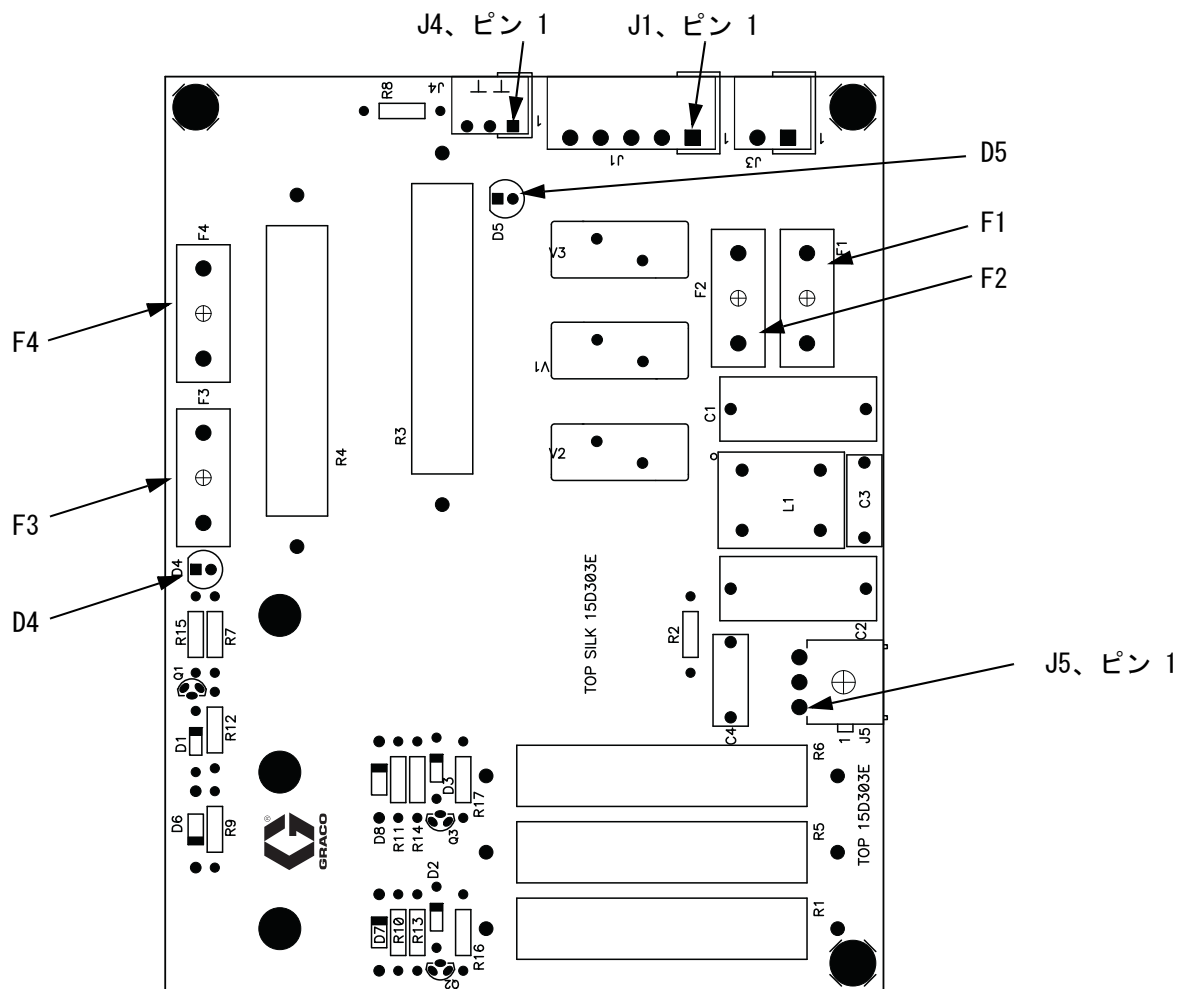 J4、ピン 1
J1、ピン 1
J4
R8
1
J1
1
J3
1
D5
D5
F4
F1
F1
F2
F2
V3
F4
V1
F3
C1
R4
R3
V2
L1
C3
F3
D4
D4
TOP SILK 15D303E
R15
R7
R2
C2
Q1
J5、ピン 1
D1
R12
C4
1
J5
R6
D3
R17
D6
R9
D8
R11
R14
Q3
R5
TOP 15D303E
®
GRACO
D2
D7
R10
R13
R16
R1